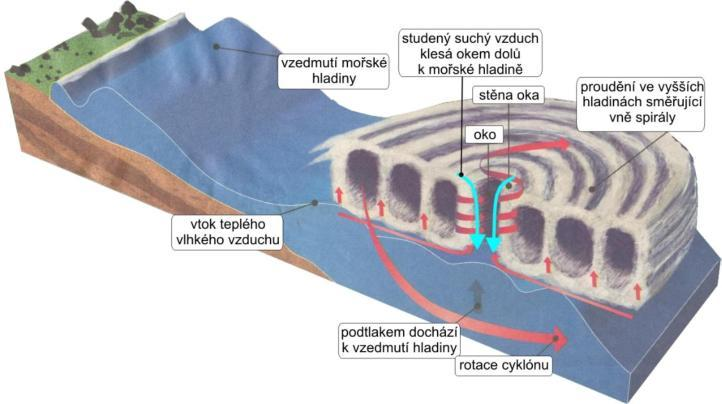 vzedmutí mořské
hladiny
studený suchý vzduch
klesá okem dolů
k mořské hladině
stěna oka
oko
proudění ve vyšších
hladinách směřující
vně spirály
vtok teplého
vlhkého vzduchu
podtlakem dochází
k vzedmutí hladiny
rotace cyklónu